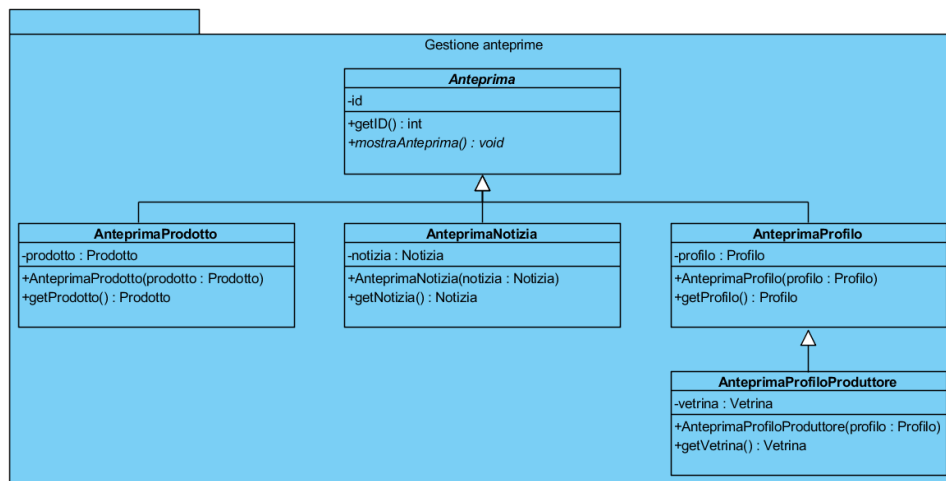 Gestione anteprime
Anteprima
-id
+getID() : int
+mostraAnteprima() : void
AnteprimaProdotto
-prodotto : Prodotto
+AnteprimaProdotto(prodotto : Prodotto)
+getProdotto() : Prodotto
AnteprimaNotizia
-notizia : Notizia
+AnteprimaNotizia(notizia : Notizia)
+getNotizia() : Notizia
AnteprimaProfilo
-profilo : Profilo
+AnteprimaProfilo(profilo : Profilo)
+getProfilo() : Profilo
AnteprimaProfiloProduttore
-vetrina : Vetrina
+AnteprimaProfiloProduttore(profilo : Profilo)
+getVetrina() : Vetrina